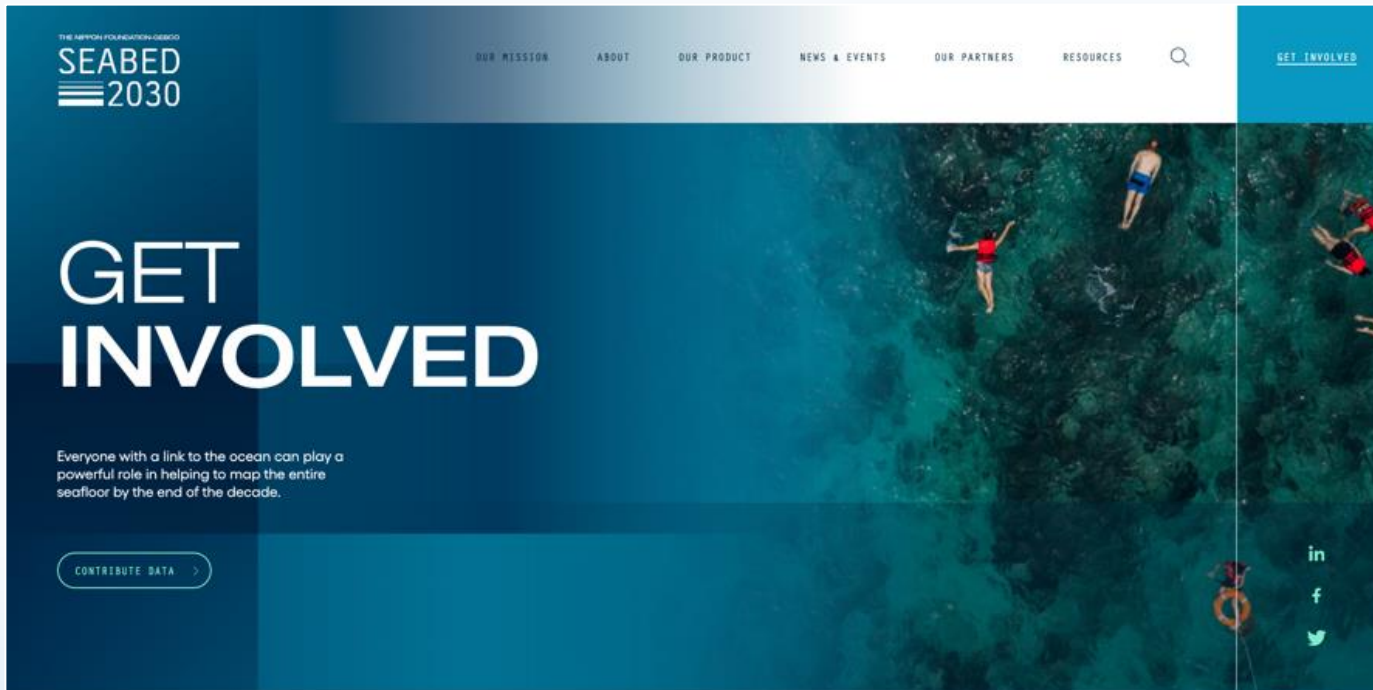 THE NIPPON FOUNDATION-GEBCO
SEABED
2030
OUR MISSION
ABOUT
OUR PRODUCT
NEWS & EVENTS
OUR PARTNERS
RESOURCES
GET INVOLVED
GET
INVOLVED
Everyone with a link to the ocean can play a
powerful role in helping to map the entire
seafloor by the end of the decade.
CONTRIBUTE DATA
in
f